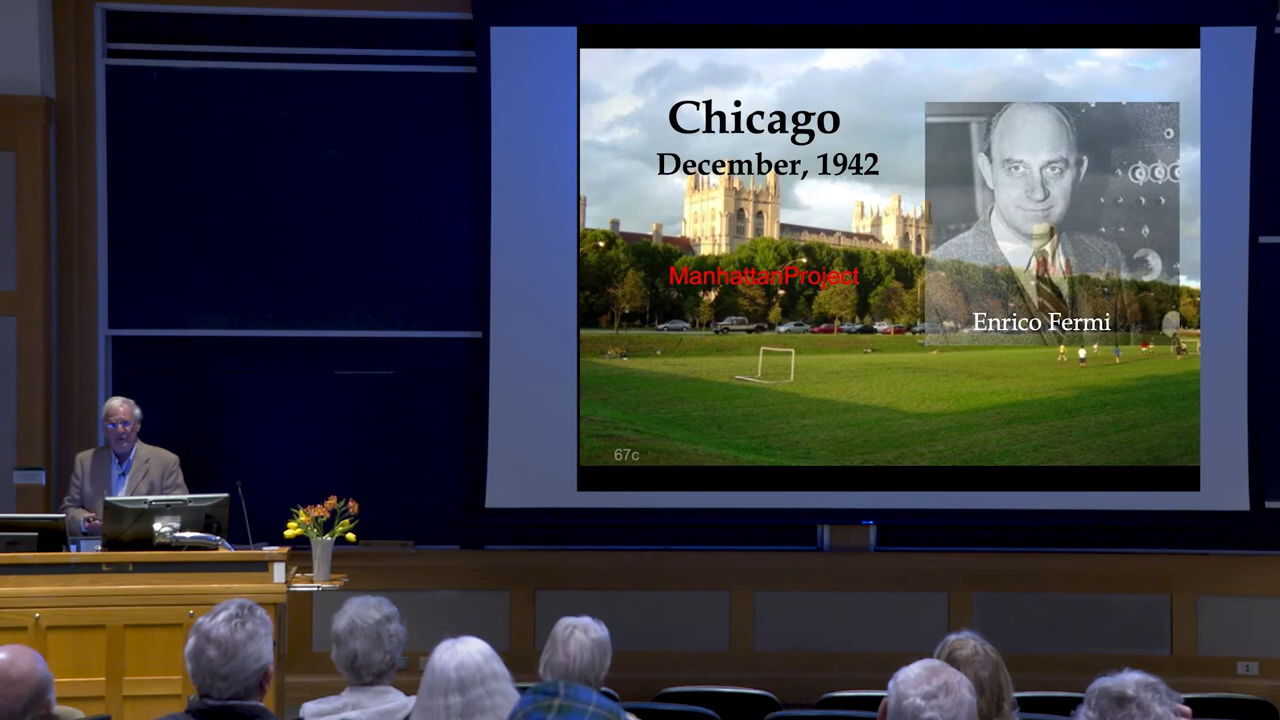 Chicago
December, 1942
ManhattanProject
Enrico Fermi
67c